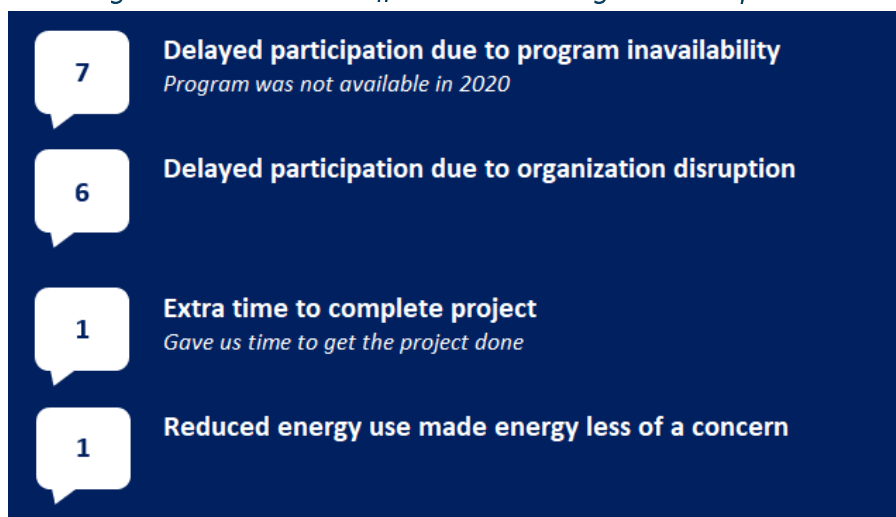 7
Delayed participation due to program inavailability
Program was not available in 2020
6
Delayed participation due to organization disruption
1
Extra time to complete project
Gave us time to get the project done
1
Reduced energy use made energy less of a concern